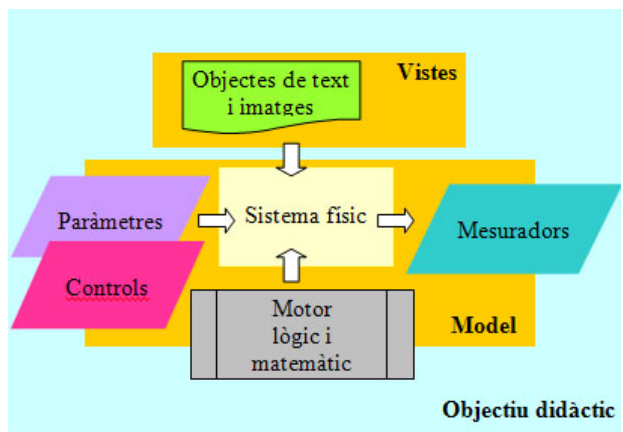 Objectes de text
i imatges
Vistes
Paràmetres
Sistema físic
Mesuradors
Controls
Motor
lògic i
matemàtic
Model
Objectiu didàctic